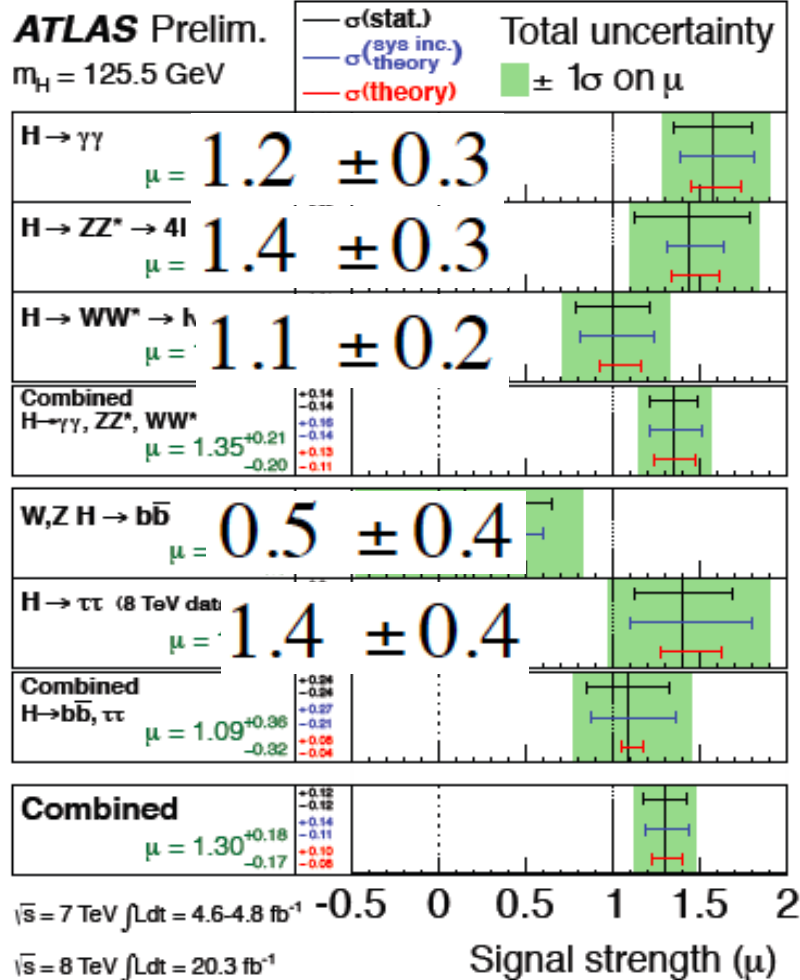 ATLAS Prelim.
m_H = 125.5 GeV
σ(stat.)
σ(sys inc. theory)
σ(theory)
Total uncertainty
± 1σ on μ
H → γγ
μ = 1.2 ±0.3
H → ZZ* → 4l
μ = 1.4 ±0.3
H → WW* → 
μ = 1.1 ±0.2
Combined
H→γγ, ZZ*, WW*
μ = 1.35 +0.21 -0.20
+0.14
-0.14
+0.16
-0.14
+0.13
-0.11
W,Z H → bb̅
μ = 0.5 ±0.4
H → ττ (8 TeV data
μ = 1.4 ±0.4
Combined
H→bb̅, ττ
μ = 1.09 +0.36 -0.32
+0.24
-0.24
+0.27
-0.21
+0.08
-0.04
Combined
μ = 1.30 +0.18 -0.17
+0.12
-0.12
+0.14
-0.11
+0.10
-0.08
√s = 7 TeV ∫Ldt = 4.6-4.8 fb⁻¹
-0.5 0 0.5 1 1.5 2
√s = 8 TeV ∫Ldt = 20.3 fb⁻¹
Signal strength (μ)